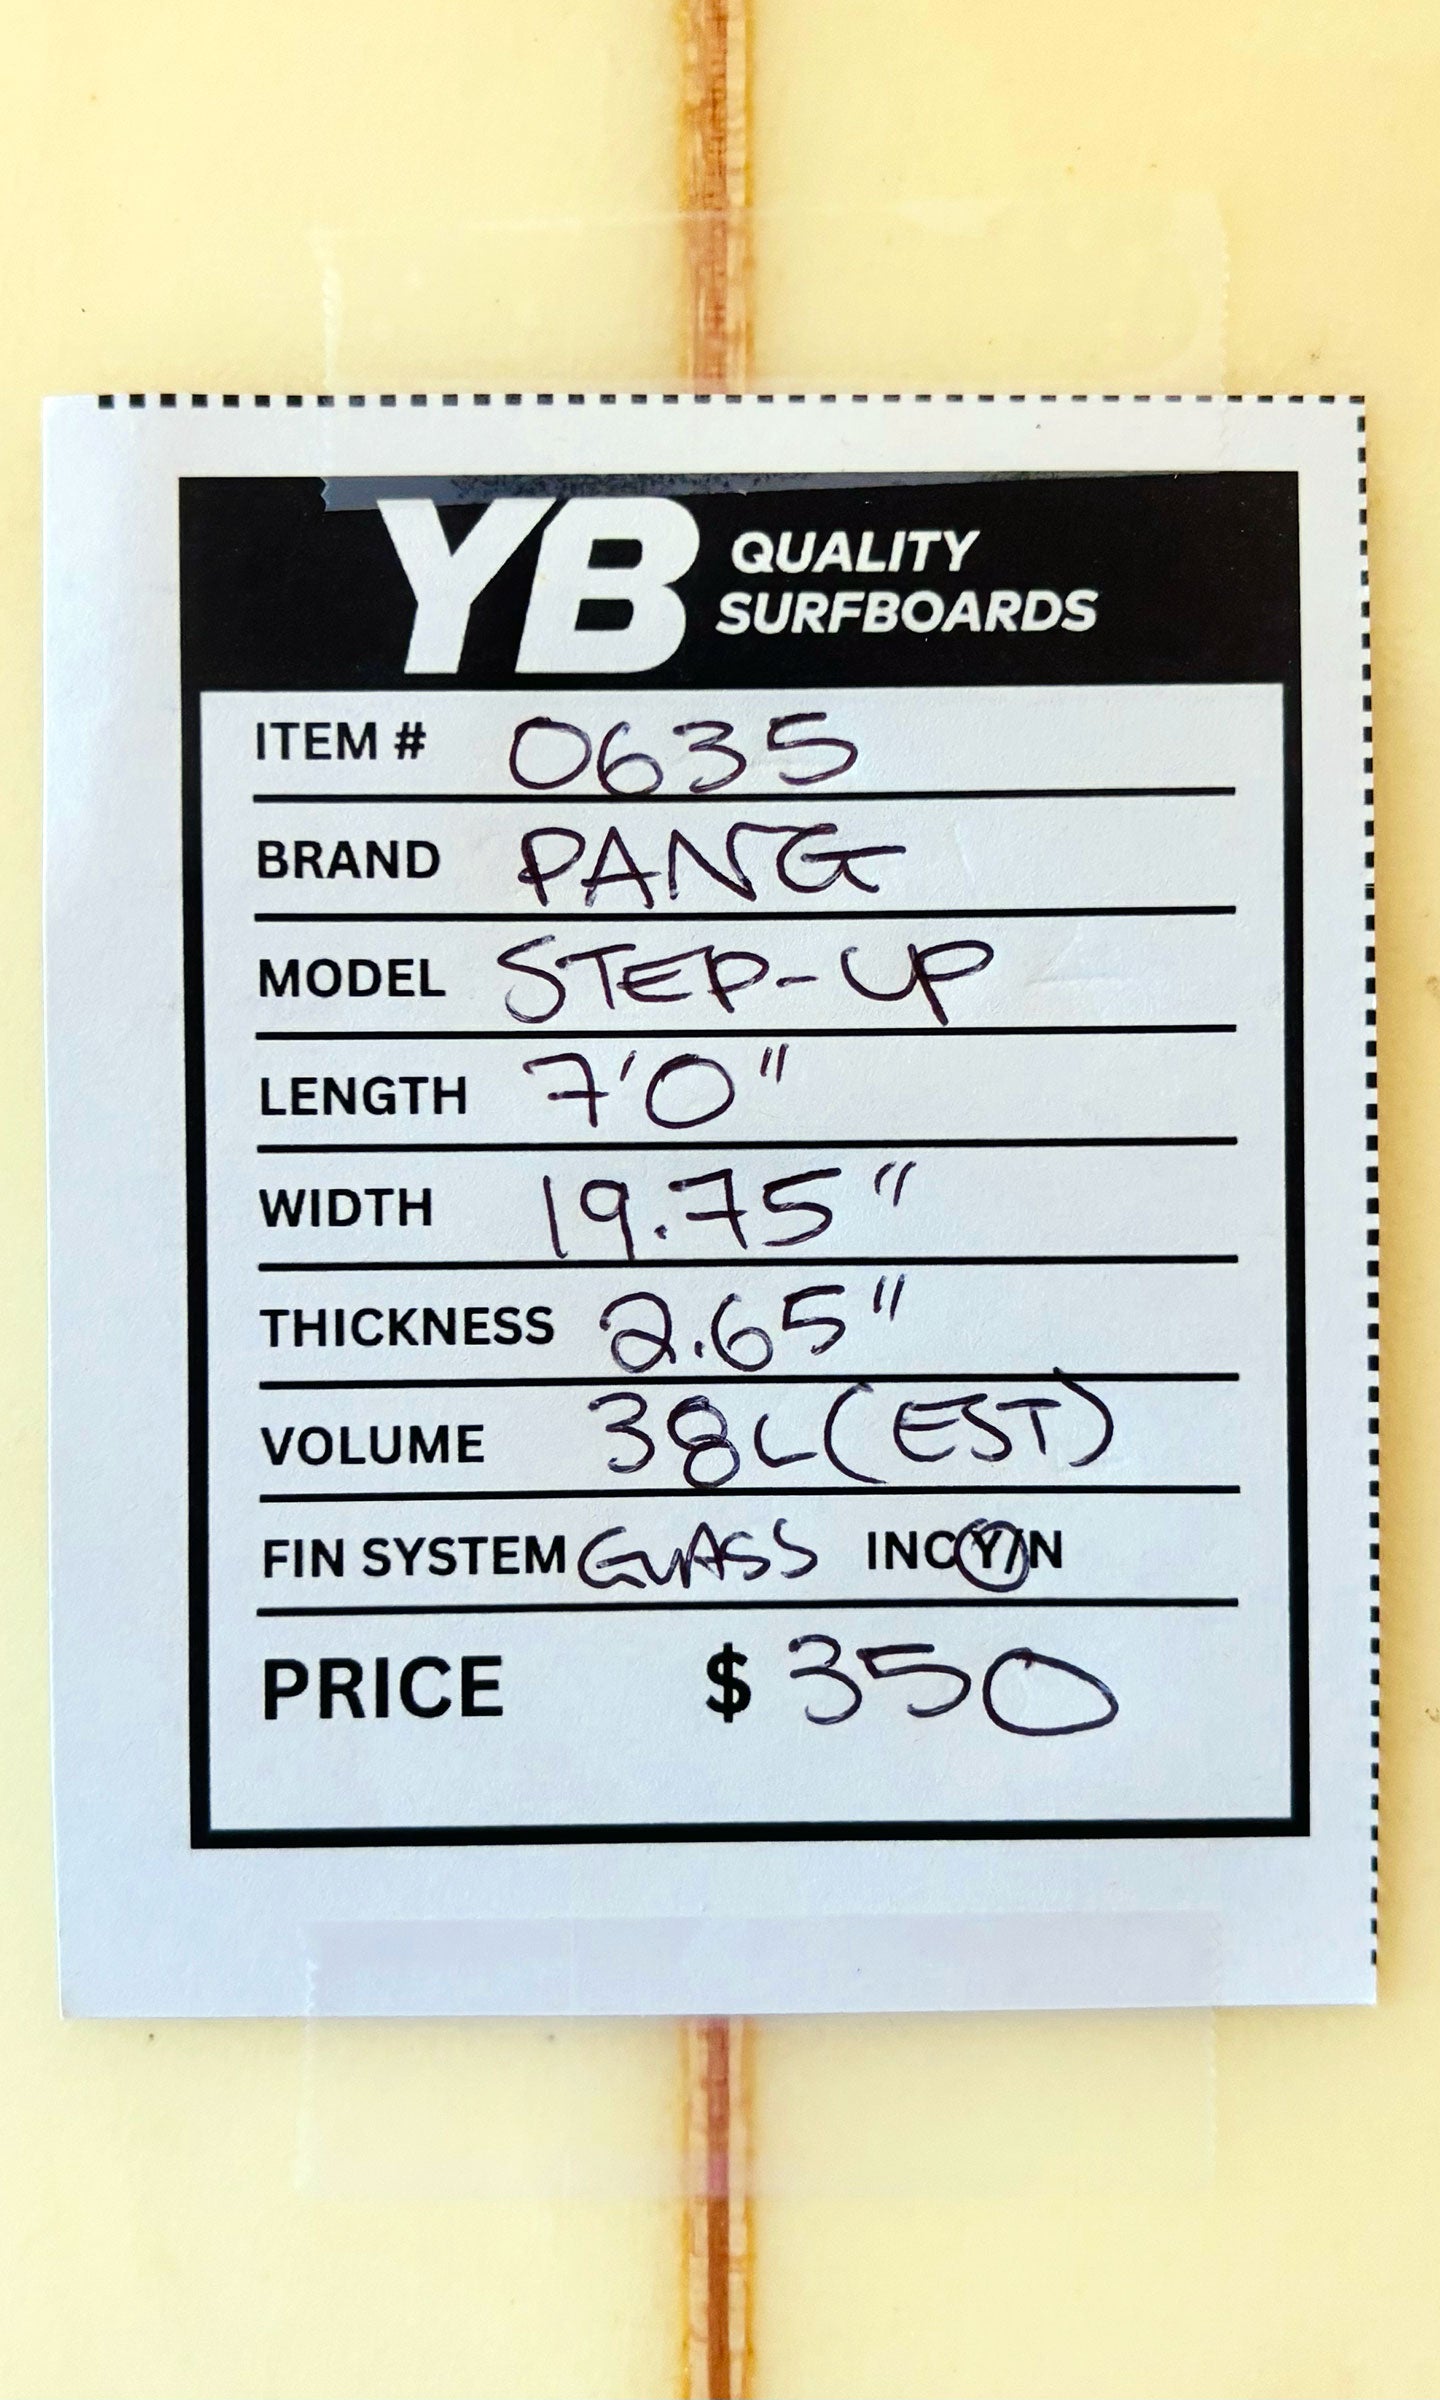 YB QUALITY
SURFBOARDS
ITEM # 0635
BRAND PANG
MODEL STEP-UP
LENGTH 7'0"
WIDTH 19.75"
THICKNESS 2.65"
VOLUME 38L (EST)
FIN SYSTEM GLASS INC Y/N
PRICE $350